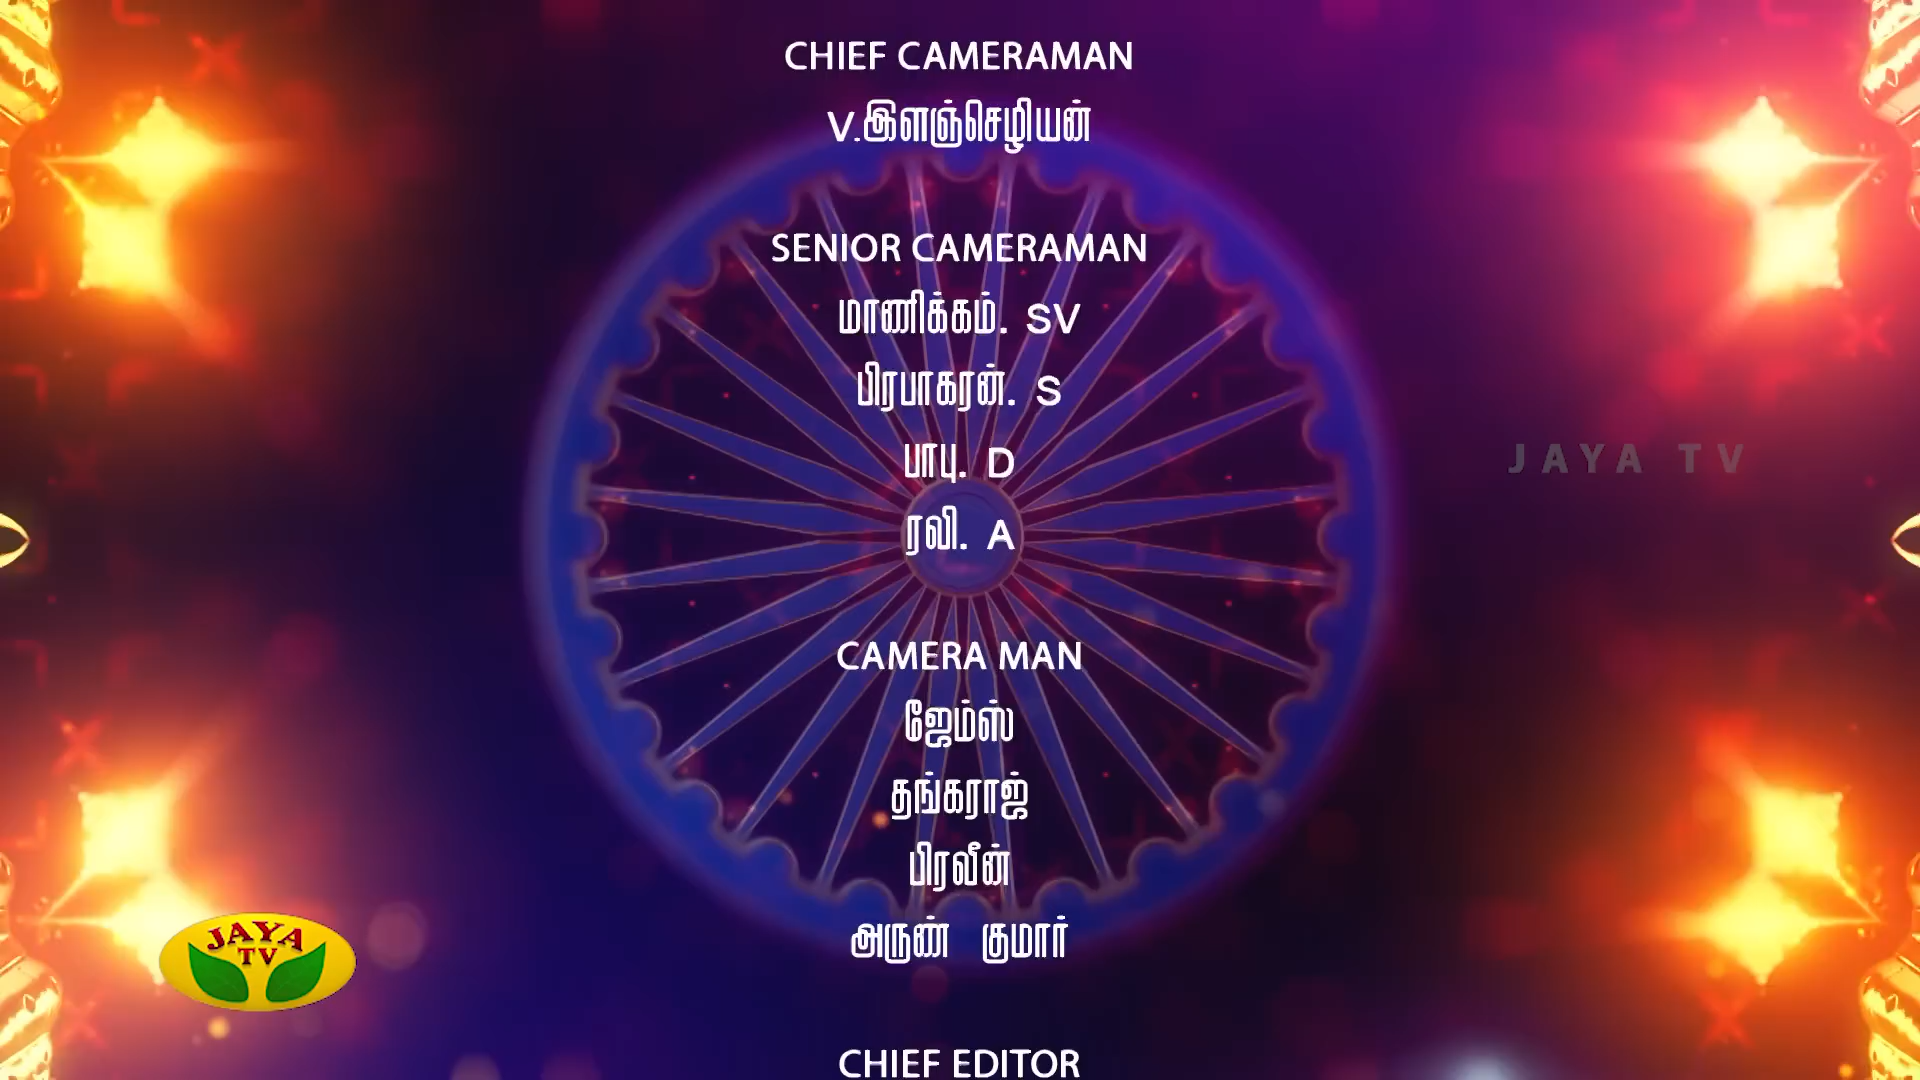 CHIEF CAMERAMAN
V.இளஞ்செழியன்
SENIOR CAMERAMAN
மாணிக்கம். SV
பிரபாகரன். S
பாபு. D
ரவி. A
JAYA TV
CAMERA MAN
ஜேம்ஸ்
தங்கராஜ்
பிரவீன்
அருண் குமார்
JAYA
TV
CHIEF EDITOR